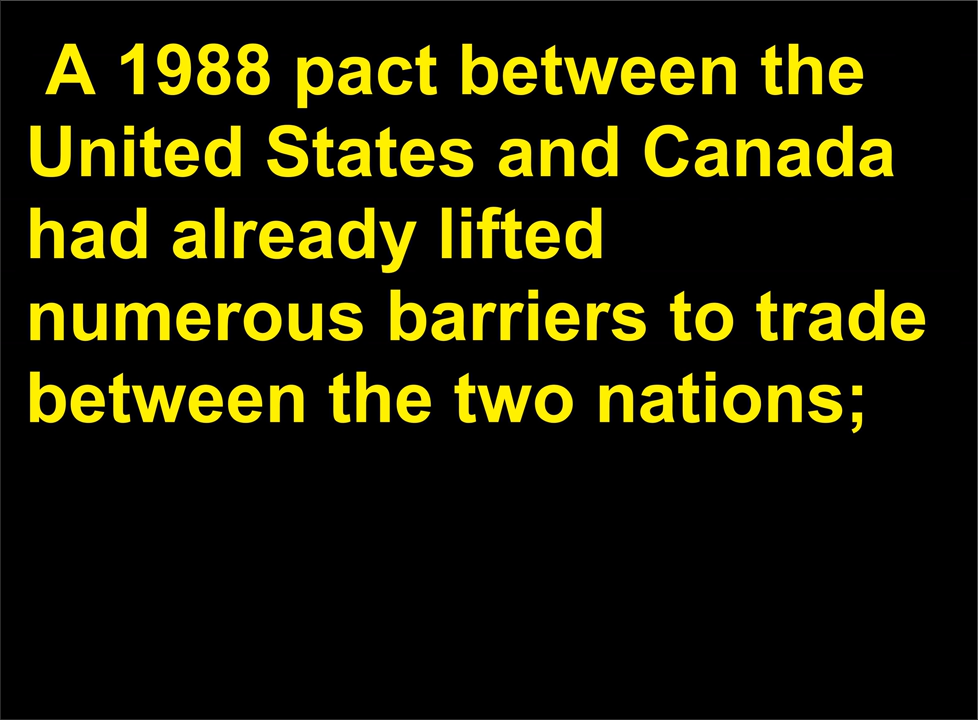 A 1988 pact between the
United States and Canada
had already lifted
numerous barriers to trade
between the two nations;